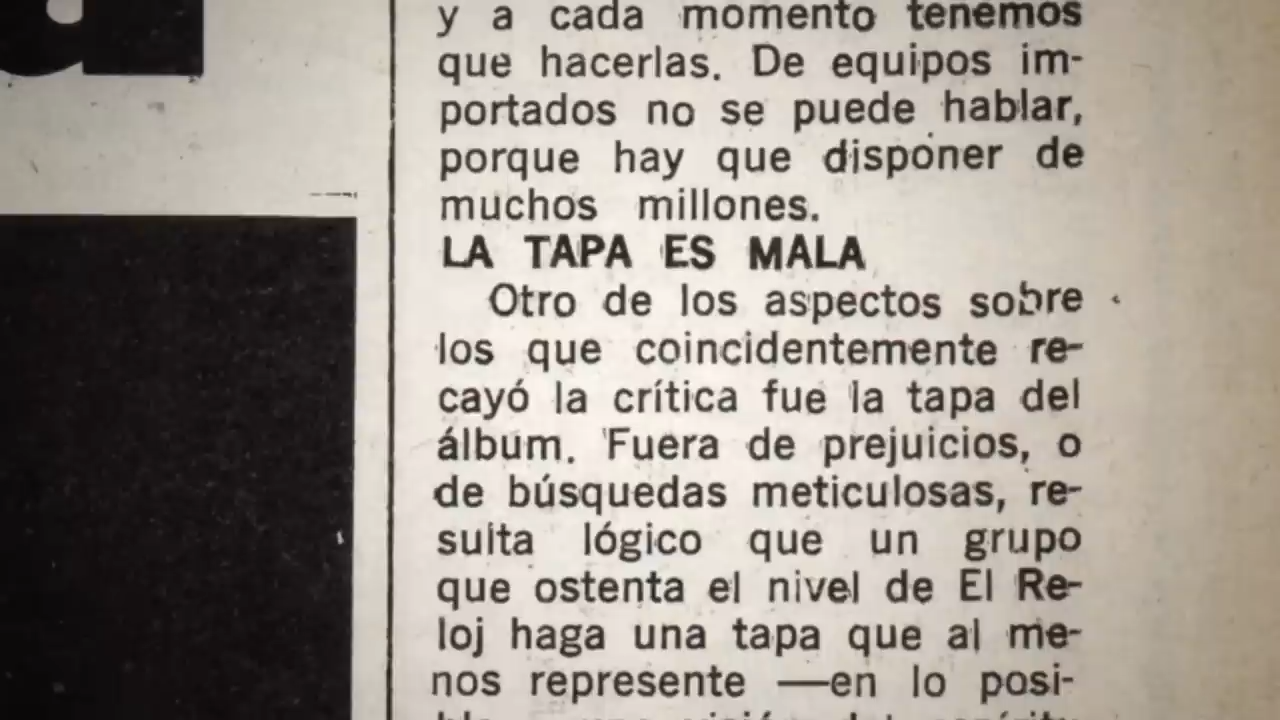 y a cada momento tenemos
que hacerlas. De equipos im-
portados no se puede hablar,
porque hay que disponer de
muchos millones.
LA TAPA ES MALA
Otro de los aspectos sobre
los que coincidentemente re-
cayó la crítica fue la tapa del
álbum. Fuera de prejuicios, o
de búsquedas meticulosas, re-
sulta lógico que un grupo
que ostenta el nivel de El Re-
loj haga una tapa que al me-
nos represente —en lo posi-